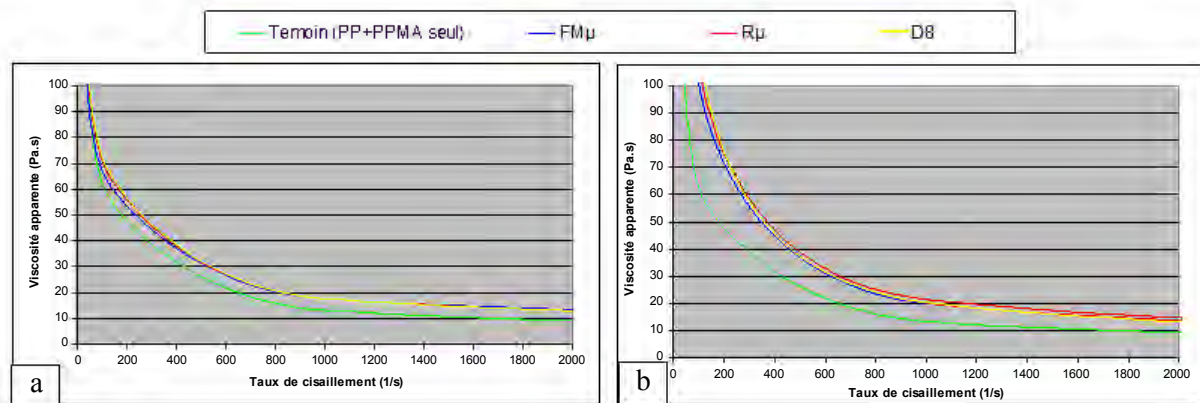 Temoin (PP+PPMA seul) FMµ Rµ D8
Viscosité apparente (Pa.s)
100
90
80
70
60
50
40
30
20
10
0
0 200 400 600 800 1000 1200 1400 1600 1800 2000
Taux de cisaillement (1/s)
a
Viscosité apparente (Pa.s)
100
90
80
70
60
50
40
30
20
10
0
0 200 400 600 800 1000 1200 1400 1600 1800 2000
Taux de cisaillement (1/s)
b